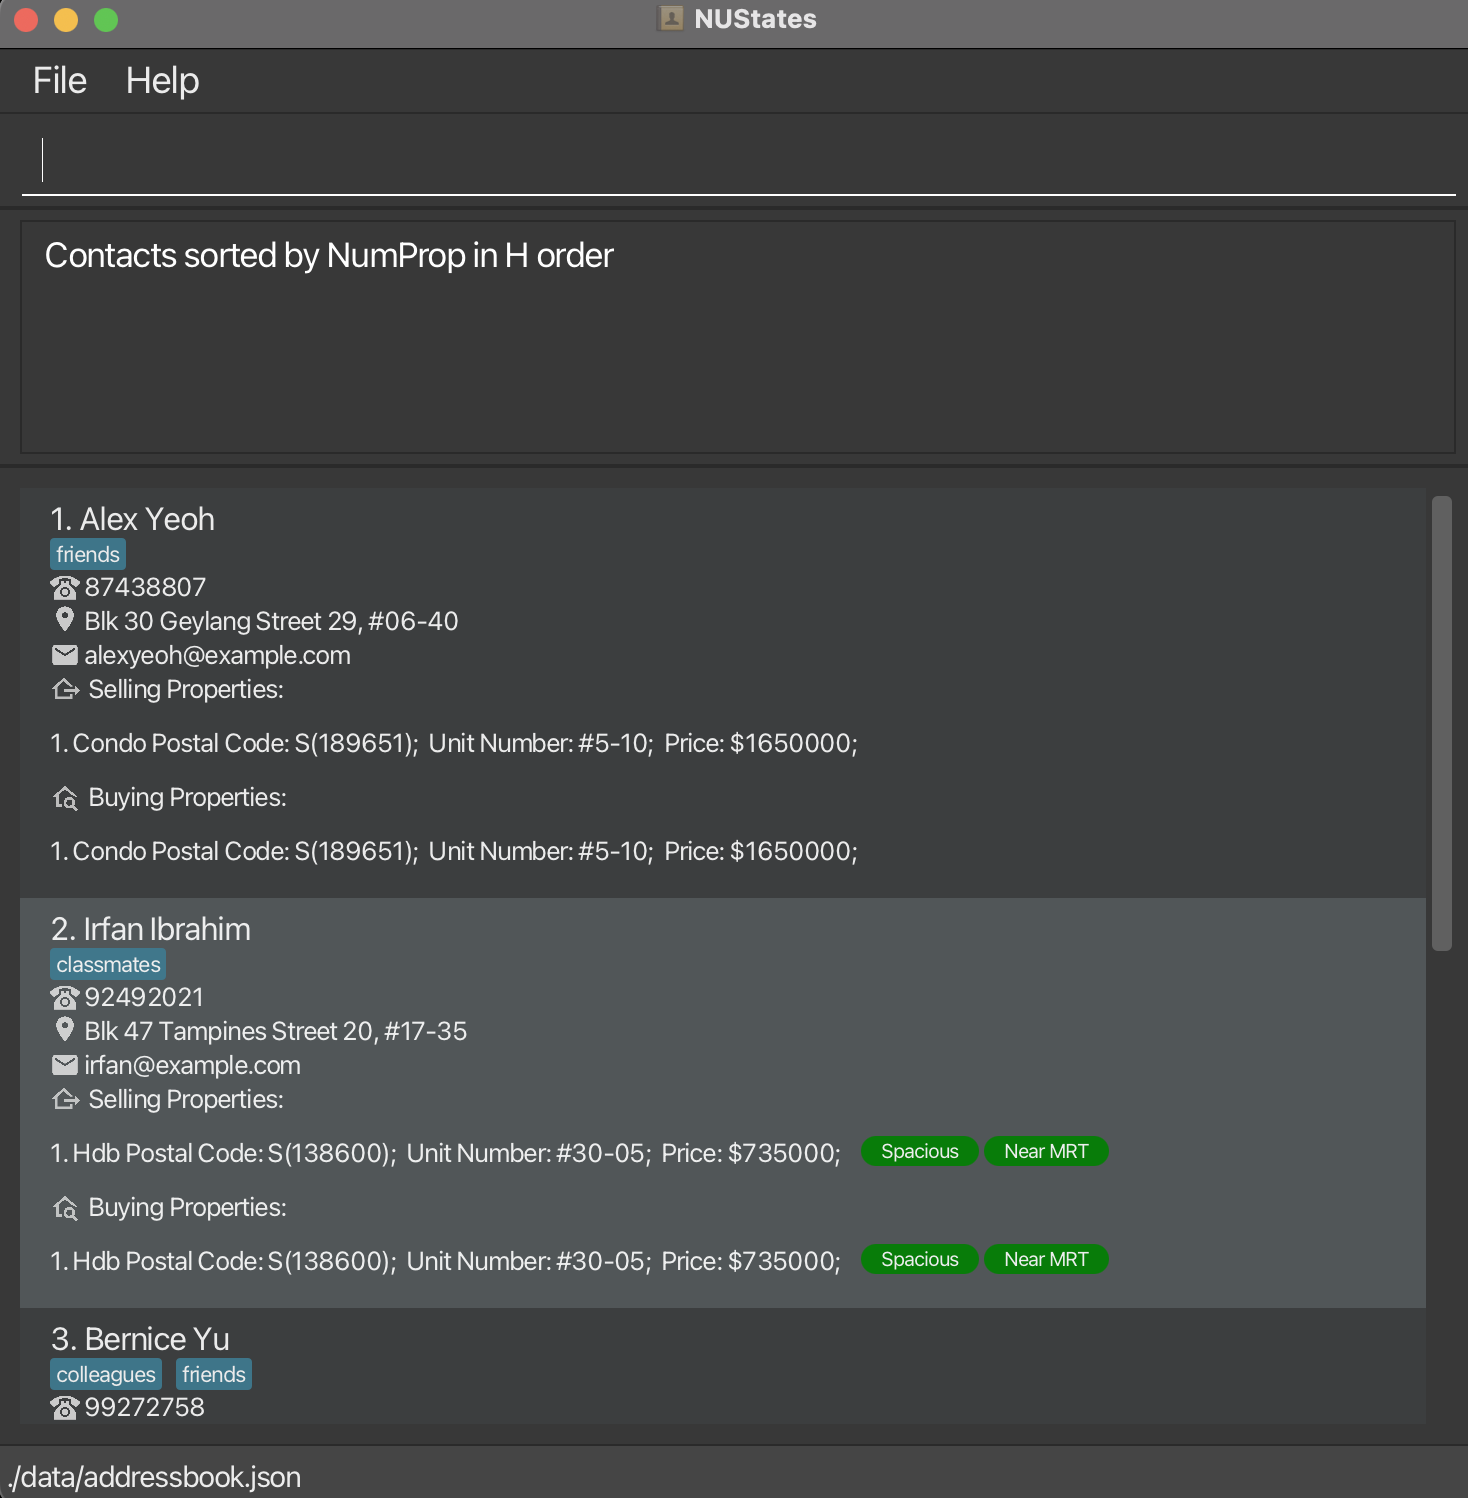 NUStates
File Help
Contacts sorted by NumProp in H order
1. Alex Yeoh
friends
87438807
Blk 30 Geylang Street 29, #06-40
alexyeoh@example.com
Selling Properties:
1. Condo Postal Code: S(189651); Unit Number: #5-10; Price: $1650000;
Buying Properties:
1. Condo Postal Code: S(189651); Unit Number: #5-10; Price: $1650000;
2. Irfan Ibrahim
classmates
92492021
Blk 47 Tampines Street 20, #17-35
irfan@example.com
Selling Properties:
1. Hdb Postal Code: S(138600); Unit Number: #30-05; Price: $735000; Spacious Near MRT
Buying Properties:
1. Hdb Postal Code: S(138600); Unit Number: #30-05; Price: $735000; Spacious Near MRT
3. Bernice Yu
colleagues friends
99272758
./data/addressbook.json